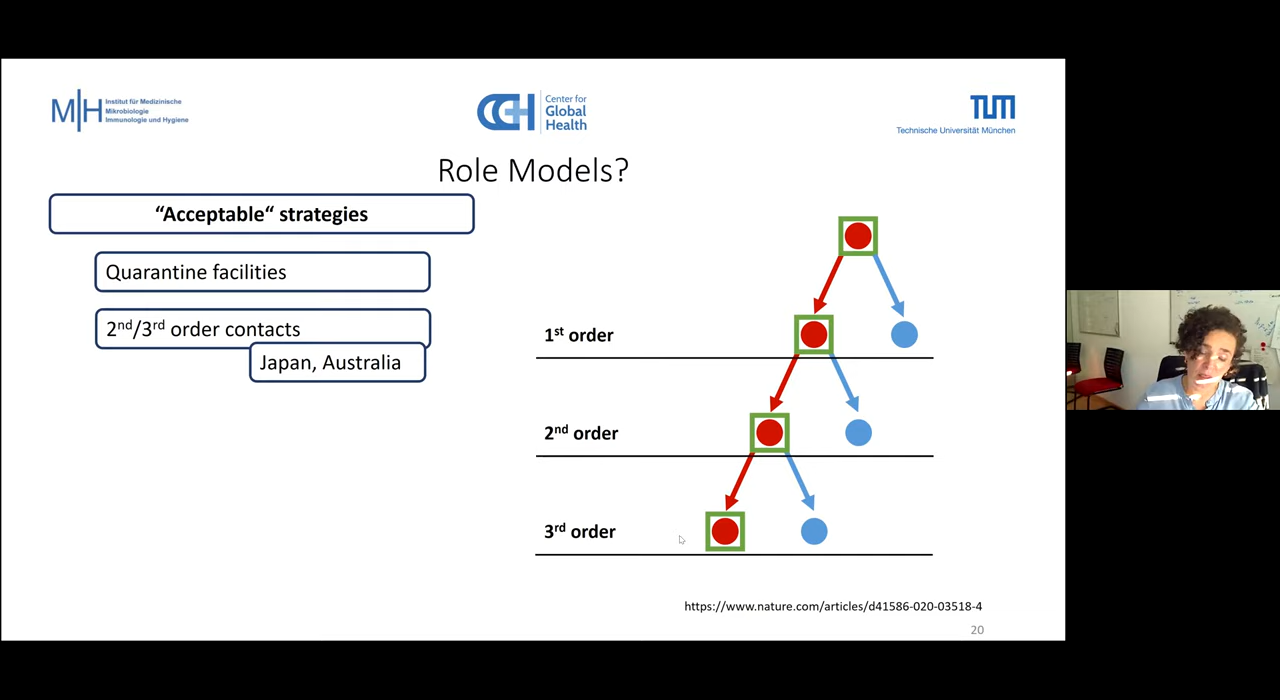 M|H Institut für Medizinische
Mikrobiologie
Immunologie und Hygiene
CGH Center for
Global
Health
TUM
Technische Universität München
Role Models?
“Acceptable“ strategies
Quarantine facilities
2nd/3rd order contacts
Japan, Australia
1st order
2nd order
3rd order
https://www.nature.com/articles/d41586-020-03518-4
20